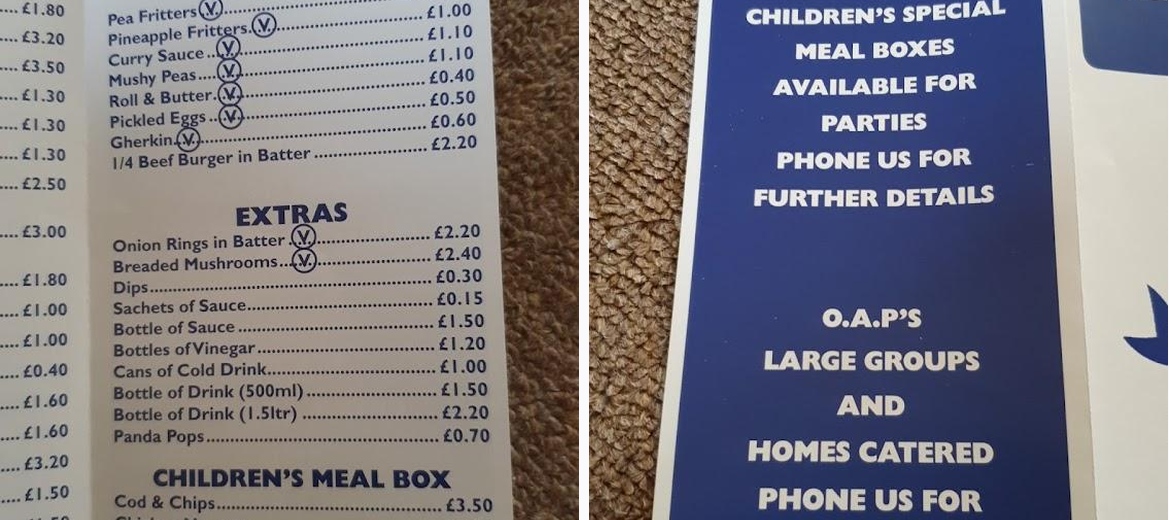 .... £1.80
.... £3.20
.... £3.50
.... £1.30
.... £1.30
.... £1.30
.... £2.50
.... £3.00
.... £1.80
.... £1.00
.... £1.00
.... £0.40
.... £1.60
.... £1.60
.... £3.20
.... £1.50
Pea Fritters V
Pineapple Fritters V £1.00
Curry Sauce V £1.10
Mushy Peas V £1.10
Roll & Butter V £0.40
Pickled Eggs V £0.50
Gherkin V £0.60
1/4 Beef Burger in Batter £2.20
EXTRAS
Onion Rings in Batter V £2.20
Breaded Mushrooms V £2.40
Dips £0.30
Sachets of Sauce £0.15
Bottle of Sauce £1.50
Bottles of Vinegar £1.20
Cans of Cold Drink £1.00
Bottle of Drink (500ml) £1.50
Bottle of Drink (1.5ltr) £2.20
Panda Pops £0.70
CHILDREN'S MEAL BOX
Cod & Chips £3.50
CHILDREN'S SPECIAL
MEAL BOXES
AVAILABLE FOR
PARTIES
PHONE US FOR
FURTHER DETAILS
O.A.P'S
LARGE GROUPS
AND
HOMES CATERED
PHONE US FOR